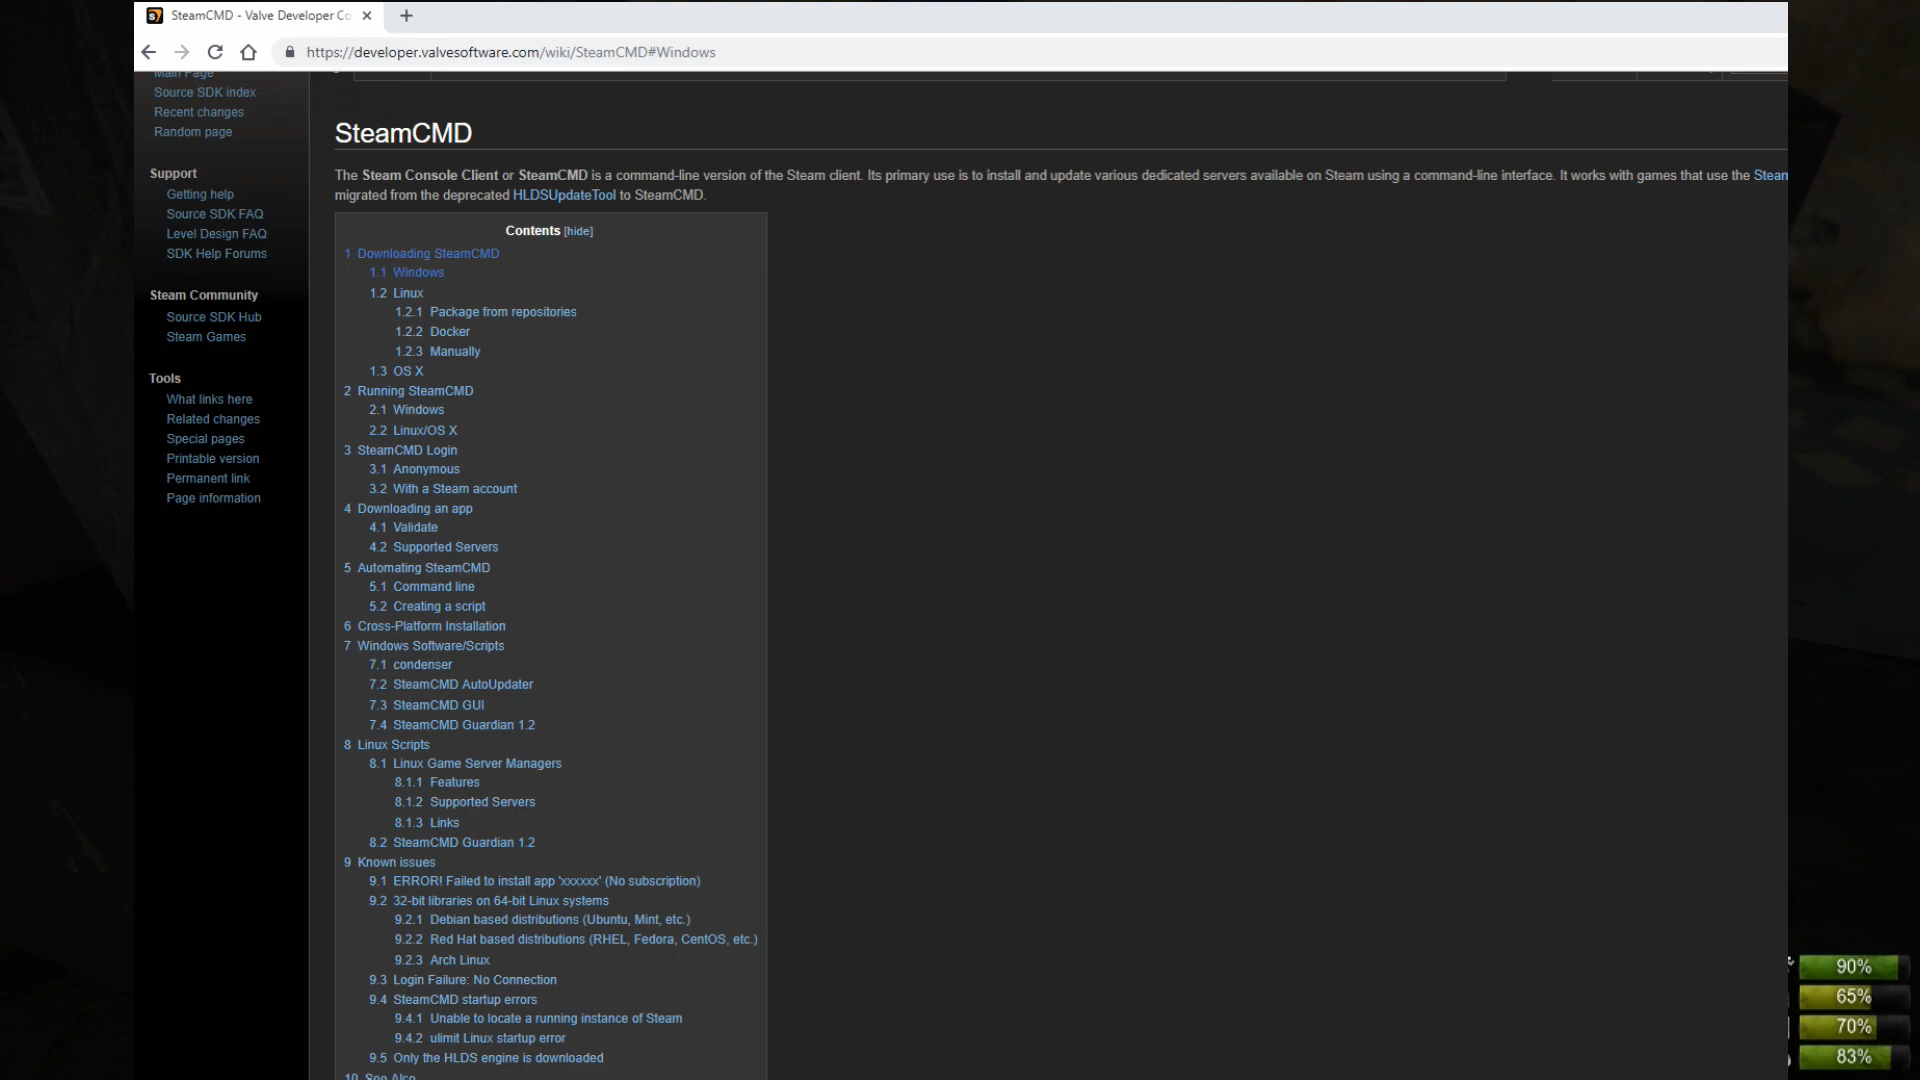 SteamCMD - Valve Developer Co
https://developer.valvesoftware.com/wiki/SteamCMD#Windows
Main Page
Source SDK index
Recent changes
Random page
Support
Getting help
Source SDK FAQ
Level Design FAQ
SDK Help Forums
Steam Community
Source SDK Hub
Steam Games
Tools
What links here
Related changes
Special pages
Printable version
Permanent link
Page information
SteamCMD
The Steam Console Client or SteamCMD is a command-line version of the Steam client. Its primary use is to install and update various dedicated servers available on Steam using a command-line interface. It works with games that use the Steam
migrated from the deprecated HLDSUpdateTool to SteamCMD.
Contents [hide]
1 Downloading SteamCMD
1.1 Windows
1.2 Linux
1.2.1 Package from repositories
1.2.2 Docker
1.2.3 Manually
1.3 OS X
2 Running SteamCMD
2.1 Windows
2.2 Linux/OS X
3 SteamCMD Login
3.1 Anonymous
3.2 With a Steam account
4 Downloading an app
4.1 Validate
4.2 Supported Servers
5 Automating SteamCMD
5.1 Command line
5.2 Creating a script
6 Cross-Platform Installation
7 Windows Software/Scripts
7.1 condenser
7.2 SteamCMD AutoUpdater
7.3 SteamCMD GUI
7.4 SteamCMD Guardian 1.2
8 Linux Scripts
8.1 Linux Game Server Managers
8.1.1 Features
8.1.2 Supported Servers
8.1.3 Links
8.2 SteamCMD Guardian 1.2
9 Known issues
9.1 ERROR! Failed to install app 'xxxxxx' (No subscription)
9.2 32-bit libraries on 64-bit Linux systems
9.2.1 Debian based distributions (Ubuntu, Mint, etc.)
9.2.2 Red Hat based distributions (RHEL, Fedora, CentOS, etc.)
9.2.3 Arch Linux
9.3 Login Failure: No Connection
9.4 SteamCMD startup errors
9.4.1 Unable to locate a running instance of Steam
9.4.2 ulimit Linux startup error
9.5 Only the HLDS engine is downloaded
10 See Also
90%
65%
70%
83%